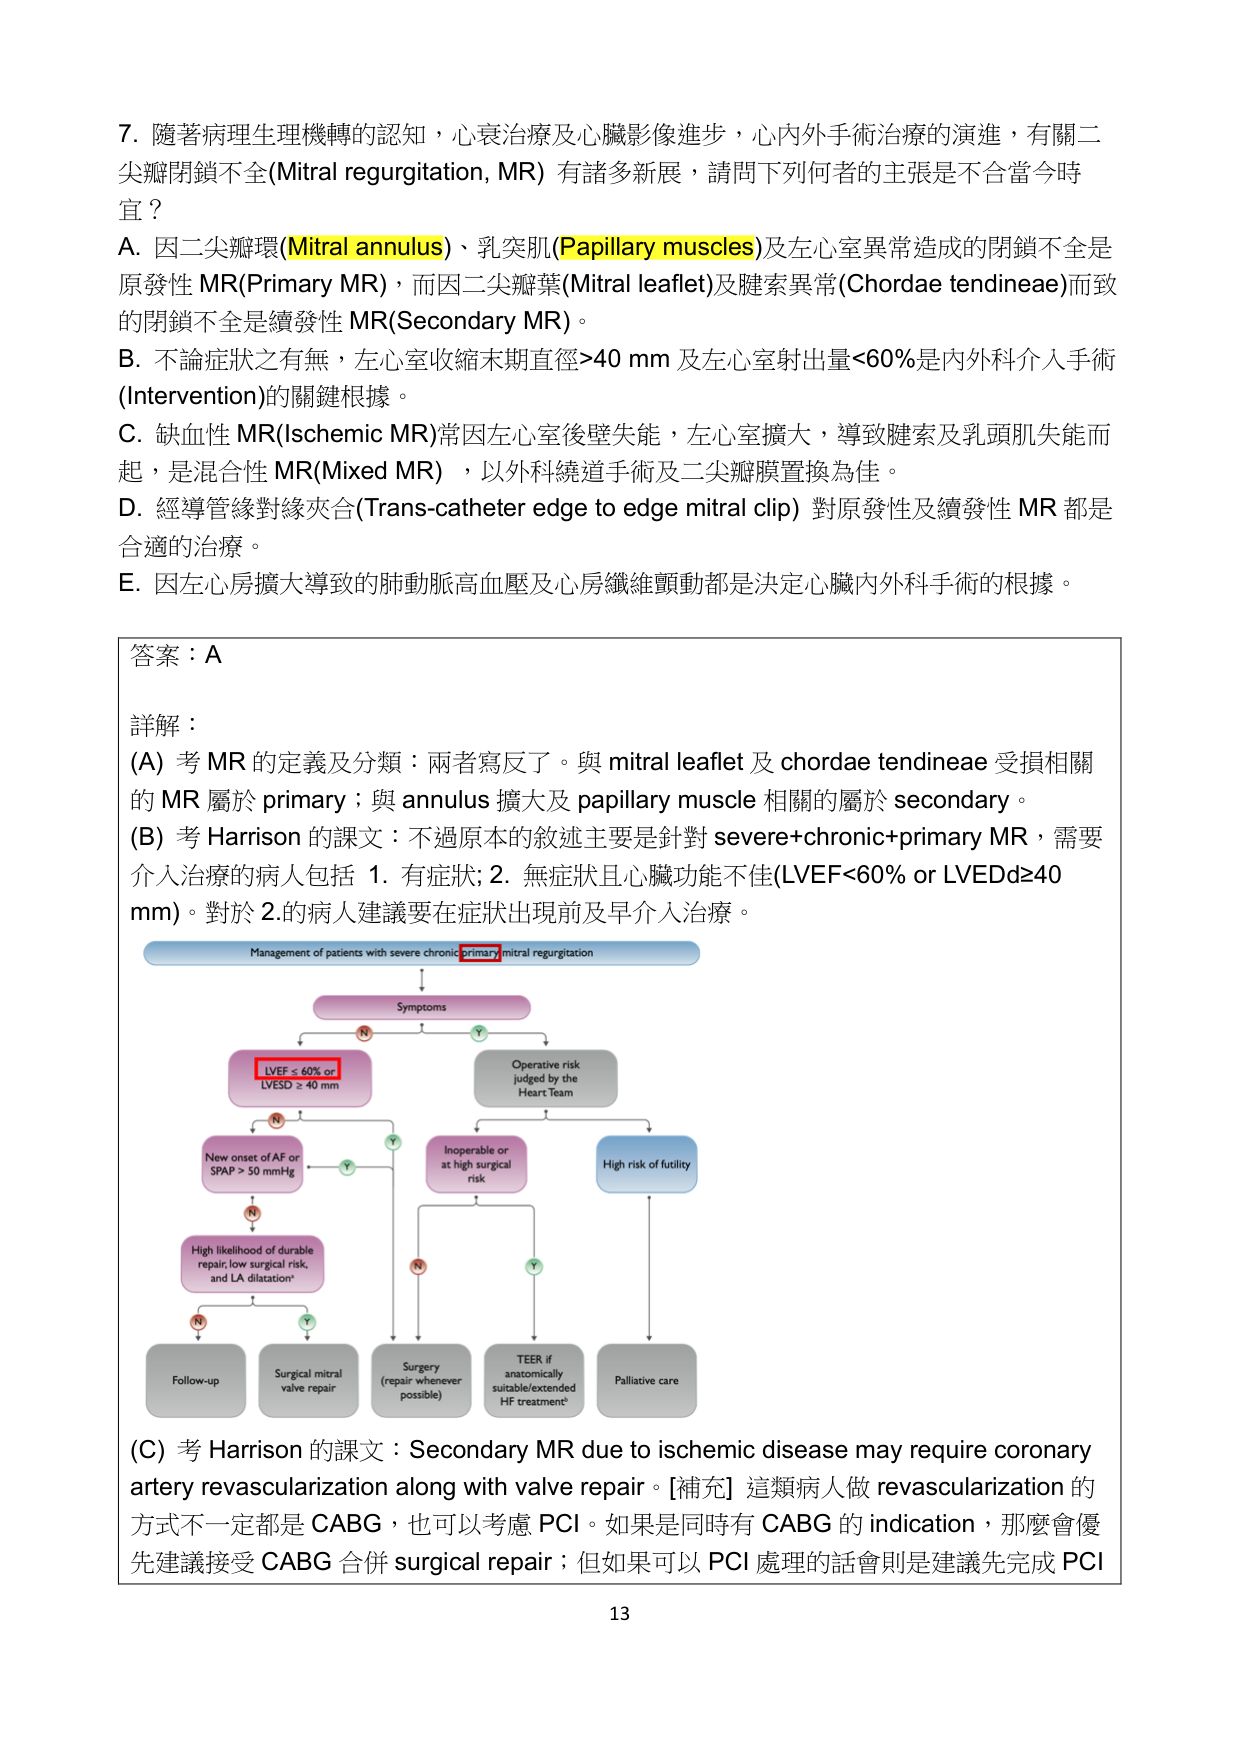 7. 隨著病理生理機轉的認知，心衰治療及心臟影像進步，心內外手術治療的演進，有關二
尖瓣閉鎖不全(Mitral regurgitation, MR) 有諸多新展，請問下列何者的主張是不合當今時
宜？
A. 因二尖瓣環(Mitral annulus)、乳突肌(Papillary muscles)及左心室異常造成的閉鎖不全是
原發性 MR(Primary MR)，而因二尖瓣葉(Mitral leaflet)及腱索異常(Chordae tendineae)而致
的閉鎖不全是續發性 MR(Secondary MR)。
B. 不論症狀之有無，左心室收縮末期直徑>40 mm 及左心室射出量<60%是內外科介入手術
(Intervention)的關鍵根據。
C. 缺血性 MR(Ischemic MR)常因左心室後壁失能，左心室擴大，導致腱索及乳頭肌失能而
起，是混合性 MR(Mixed MR) ，以外科繞道手術及二尖瓣膜置換為佳。
D. 經導管緣對緣夾合(Trans-catheter edge to edge mitral clip) 對原發性及續發性 MR 都是
合適的治療。
E. 因左心房擴大導致的肺動脈高血壓及心房纖維顫動都是決定心臟內外科手術的根據。
答案：A
詳解：
(A) 考 MR 的定義及分類：兩者寫反了。與 mitral leaflet 及 chordae tendineae 受損相關
的 MR 屬於 primary；與 annulus 擴大及 papillary muscle 相關的屬於 secondary。
(B) 考 Harrison 的課文：不過原本的敘述主要是針對 severe+chronic+primary MR，需要
介入治療的病人包括 1. 有症狀; 2. 無症狀且心臟功能不佳(LVEF<60% or LVEDd≥40
mm)。對於 2.的病人建議要在症狀出現前及早介入治療。
Management of patients with severe chronic primary mitral regurgitation
Symptoms
N
Y
LVEF ≤ 60% or
LVESD ≥ 40 mm
Operative risk
judged by the
Heart Team
N
Y
New onset of AF or
SPAP > 50 mmHg
Y
Inoperable or
at high surgical
risk
High risk of futility
N
High likelihood of durable
repair, low surgical risk,
and LA dilatationᵃ
N
Y
N
Y
Follow-up
Surgical mitral
valve repair
Surgery
(repair whenever
possible)
TEER if
anatomically
suitable/extended
HF treatmentᵇ
Palliative care
(C) 考 Harrison 的課文：Secondary MR due to ischemic disease may require coronary
artery revascularization along with valve repair。[補充] 這類病人做 revascularization 的
方式不一定都是 CABG，也可以考慮 PCI。如果是同時有 CABG 的 indication，那麼會優
先建議接受 CABG 合併 surgical repair；但如果可以 PCI 處理的話會則是建議先完成 PCI
13